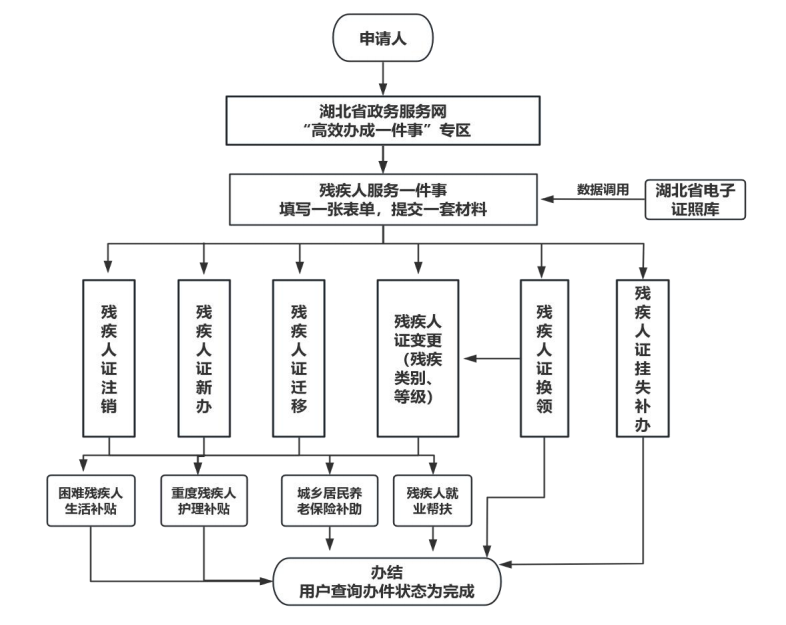 申请人
湖北省政务服务网
“高效办成一件事”专区
残疾人服务一件事
填写一张表单，提交一套材料
数据调用
湖北省电子
证照库
残疾人证注销
残疾人证新办
残疾人证迁移
残疾人
证变更
（残疾
类别、
等级）
残疾人证换领
残疾人证挂失补办
困难残疾人
生活补贴
重度残疾人
护理补贴
城乡居民养
老保险补助
残疾人就
业帮扶
办结
用户查询办件状态为完成